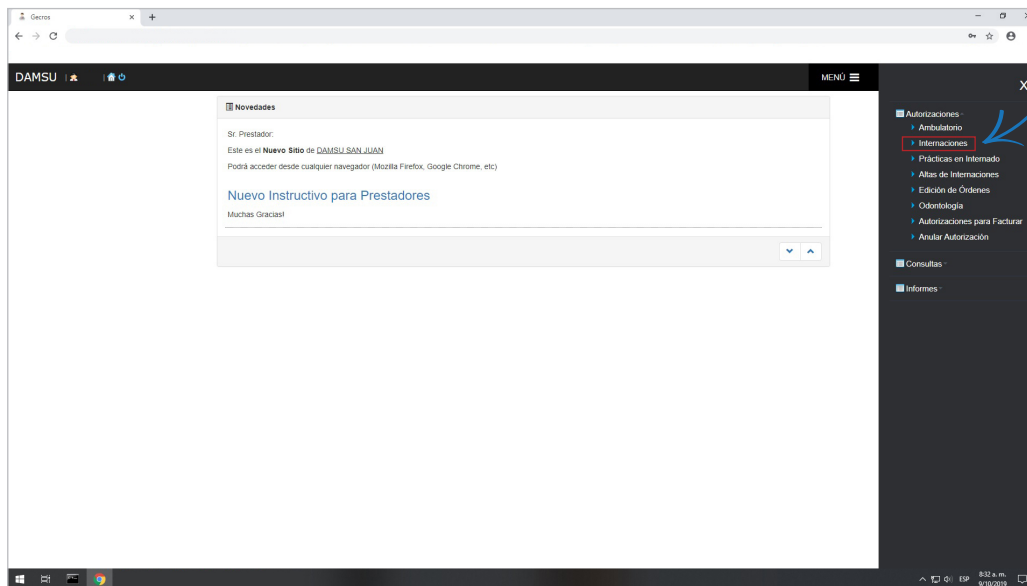 Gecros
DAMSU
MENÚ
X
Novedades
Sr. Prestador:
Este es el Nuevo Sitio de DAMSU SAN JUAN
Podrá acceder desde cualquier navegador (Mozilla Firefox, Google Chrome, etc)
Nuevo Instructivo para Prestadores
Muchas Gracias!
Autorizaciones
Ambulatorio
Internaciones
Prácticas en Internado
Altas de Internaciones
Edición de Órdenes
Odontología
Autorizaciones para Facturar
Anular Autorización
Consultas
Informes
ESP
8:32 a. m.
9/10/2019